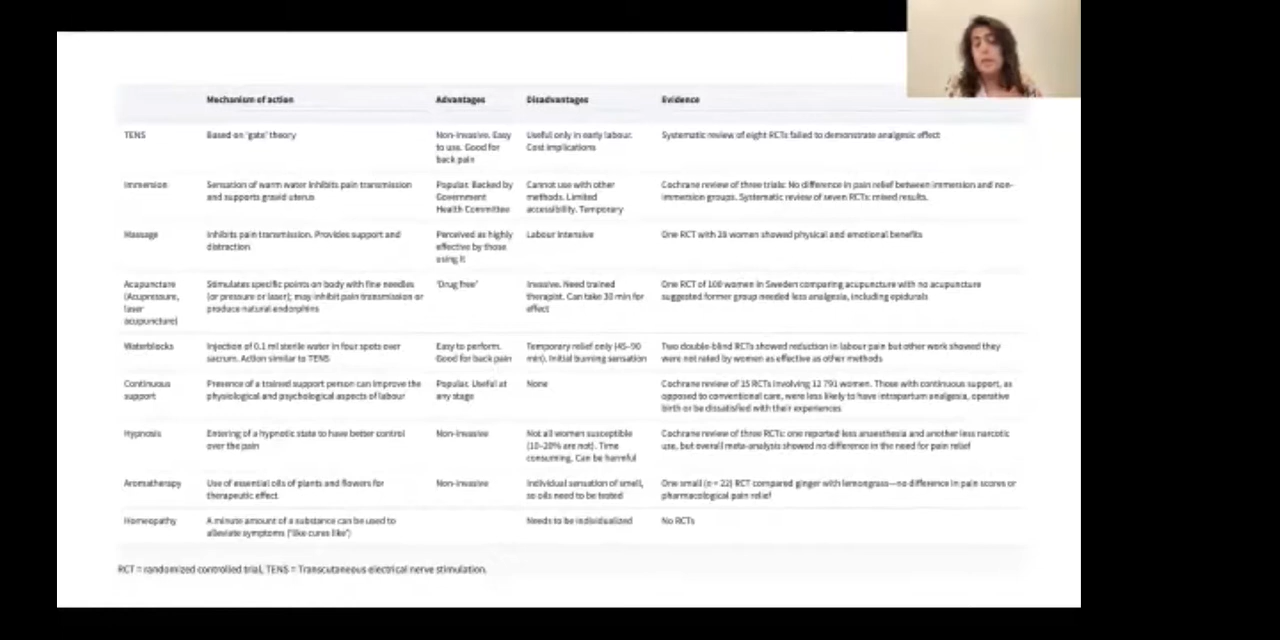 Mechanism of action Advantages Disadvantages Evidence
TENS Based on 'gate' theory Non-invasive. Easy Useful only in early labour. Systematic review of eight RCTs failed to demonstrate analgesic effect
to use. Good for Cost implications
back pain
Immersion Sensation of warm water inhibits pain transmission Popular. Backed by Cannot use with other Cochrane review of three trials: No difference in pain relief between immersion and non-
and supports gravid uterus Government methods. Limited immersion groups. Systematic review of seven RCTs: mixed results.
Health Committee accessibility. Temporary
Massage Inhibits pain transmission. Provides support and Perceived as highly Labour intensive One RCT with 28 women showed physical and emotional benefits
distraction effective by those
using it
Acupuncture Stimulates specific points on body with fine needles 'Drug free' Invasive. Need trained One RCT of 100 women in Sweden comparing acupuncture with no acupuncture
(Acupressure, (or pressure or laser); may inhibit pain transmission or therapist. Can take 30 min for suggested former group needed less analgesia, including epidurals
laser produce natural endorphins effect
acupuncture)
Waterblocks Injection of 0.1 ml sterile water in four spots over Easy to perform. Temporary relief only (45–90 Two double-blind RCTs showed reduction in labour pain but other work showed they
sacrum. Action similar to TENS Good for back pain min). Initial burning sensation were not rated by women as effective as other methods
Continuous Presence of a trained support person can improve the Popular. Useful at None Cochrane review of 15 RCTs involving 12 791 women. Those with continuous support, as
support physiological and psychological aspects of labour any stage opposed to conventional care, were less likely to have intrapartum analgesia, operative
birth or be dissatisfied with their experiences
Hypnosis Entering of a hypnotic state to have better control Non-invasive Not all women susceptible Cochrane review of three RCTs: one reported less anaesthesia and another less narcotic
over the pain (10–20% are not). Time use, but overall meta-analysis showed no difference in the need for pain relief
consuming. Can be harmful
Aromatherapy Use of essential oils of plants and flowers for Non-invasive Individual sensation of smell, One small (n = 22) RCT compared ginger with lemongrass—no difference in pain scores or
therapeutic effect so oils need to be tested pharmacological pain relief
Homeopathy A minute amount of a substance can be used to Needs to be individualized No RCTs
alleviate symptoms ("like cures like")
RCT = randomized controlled trial, TENS = Transcutaneous electrical nerve stimulation.